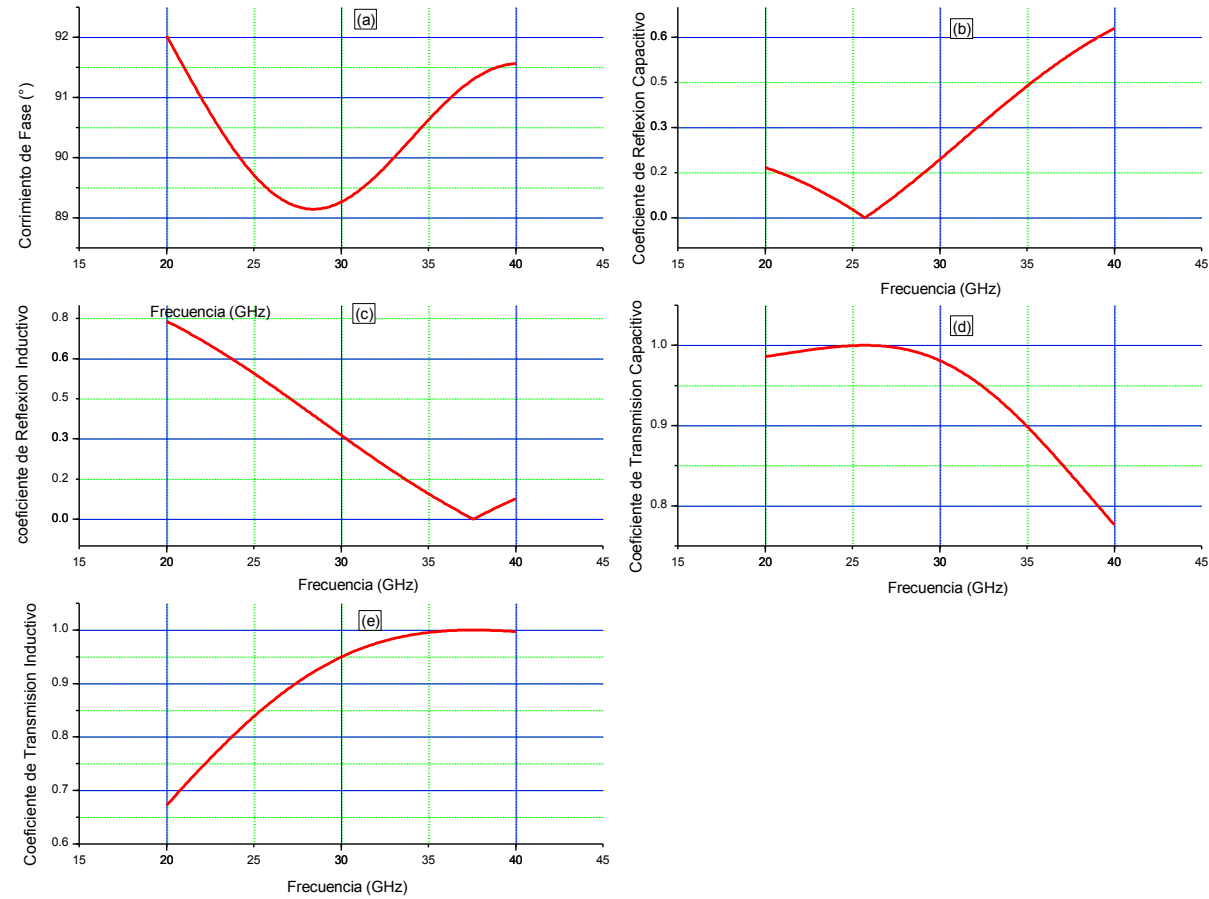 (a)
Corrimiento de Fase (°)
92
91
90
89
15 20 25 30 35 40 45
Frecuencia (GHz)
(b)
Coeficiente de Reflexion Capacitivo
0.6
0.5
0.3
0.2
0.0
15 20 25 30 35 40 45
Frecuencia (GHz)
(c)
coeficiente de Reflexion Inductivo
0.8
0.6
0.5
0.3
0.2
0.0
15 20 25 30 35 40 45
Frecuencia (GHz)
(d)
Coeficiente de Transmision Capacitivo
1.0
0.9
0.8
15 20 25 30 35 40 45
Frecuencia (GHz)
(e)
Coeficiente de Transmision Inductivo
1.0
0.9
0.8
0.7
0.6
15 20 25 30 35 40 45
Frecuencia (GHz)